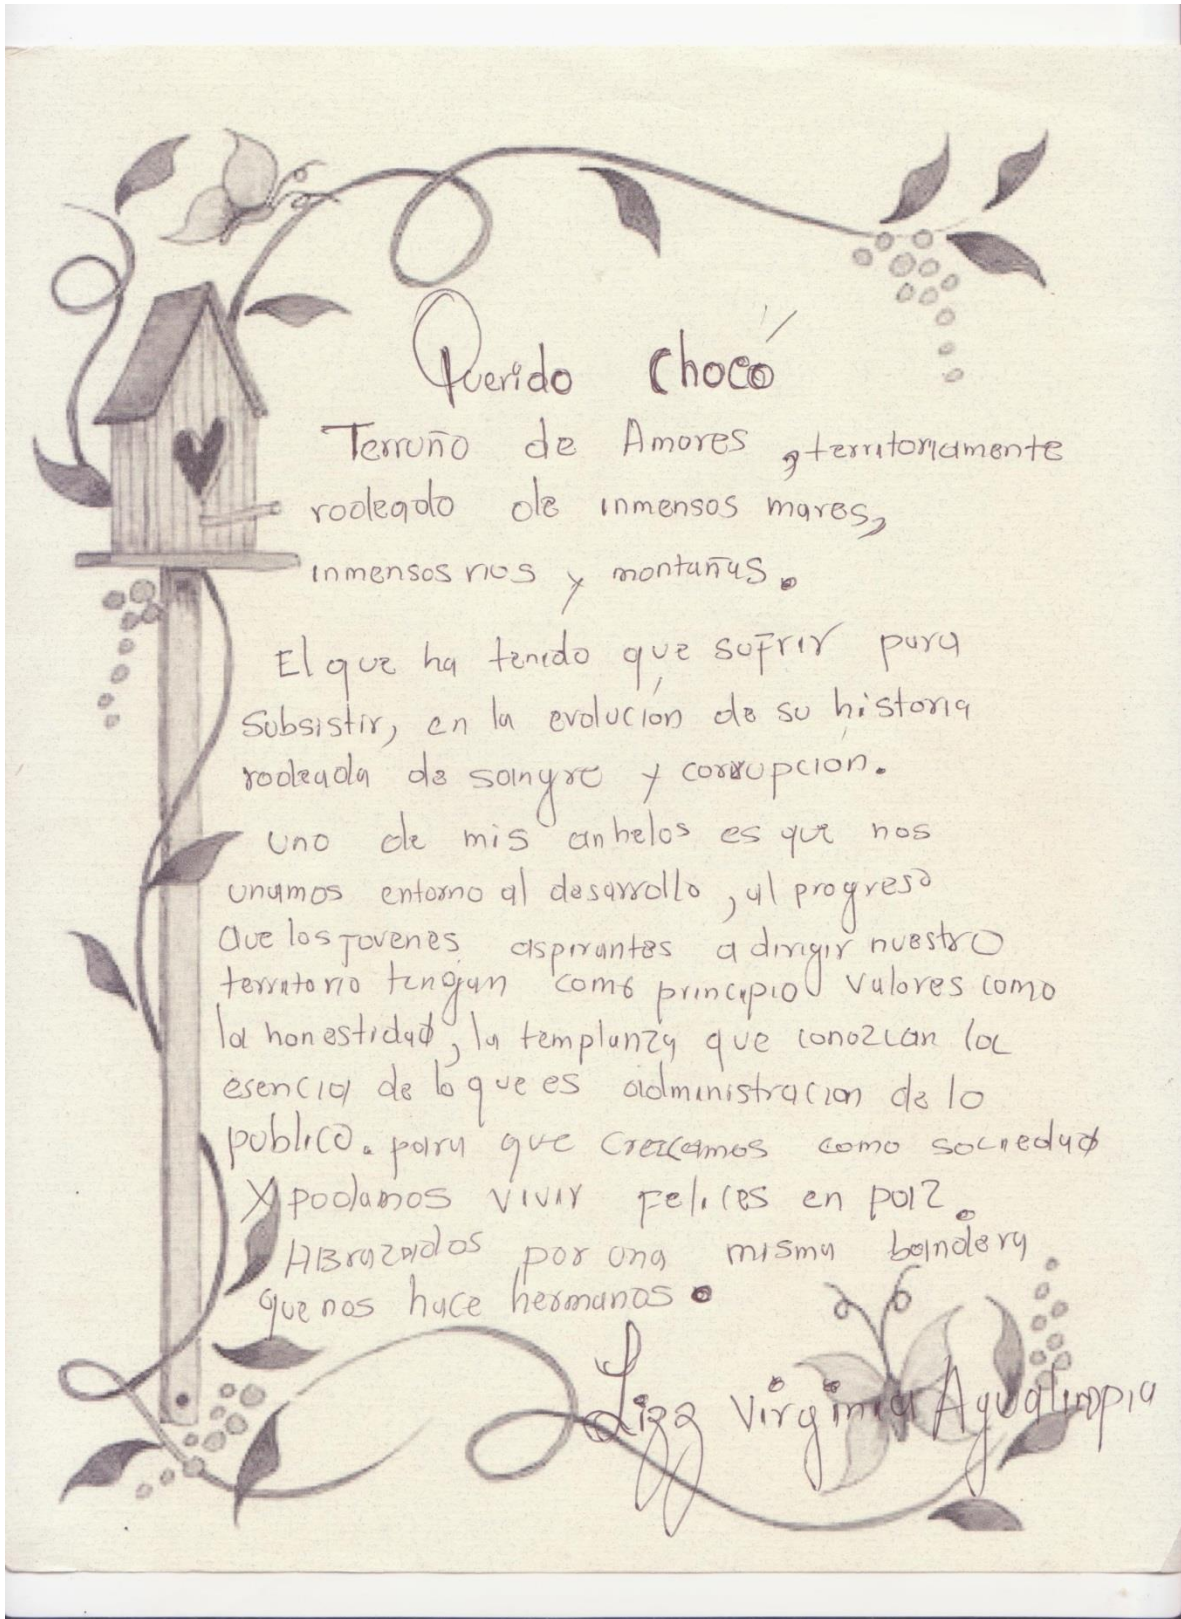 Querido Chocó
Terruño de Amores, territoriamente
rodeado de inmensos mares,
inmensos rios y montañas.
El que ha tenido que sufrir para
subsistir, en la evolución de su historia
rodeada de sangre y corrupción.
uno de mis anhelos es que nos
unamos entorno al desarrollo, al progreso
Que los jovenes aspirantes a dirigir nuestro
territorio tengan como principio valores como
la honestidad, la templanza que conozcan la
esencia de lo que es administracion de lo
publico. para que crezcamos como sociedad
y podamos vivir felices en paz.
Abrazados por una misma bandera
que nos hace hermanos.
Lizz Virginia Agualimpia